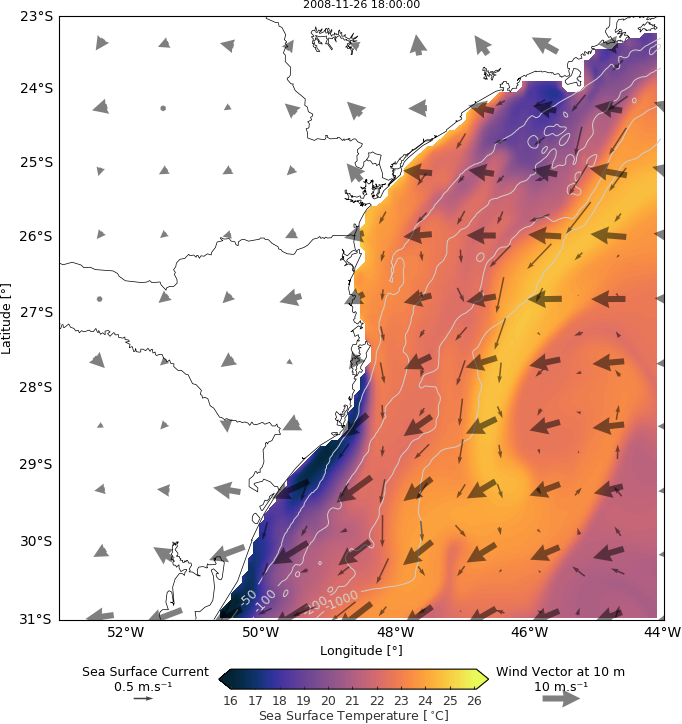 2008-11-26 18:00:00
23°S
24°S
25°S
26°S
27°S
28°S
29°S
30°S
31°S
Latitude [°]
-50
-100
-200
-1000
52°W
50°W
48°W
46°W
44°W
Longitude [°]
Sea Surface Current
0.5 m.s⁻¹
Wind Vector at 10 m
10 m.s⁻¹
16 17 18 19 20 21 22 23 24 25 26
Sea Surface Temperature [°C]